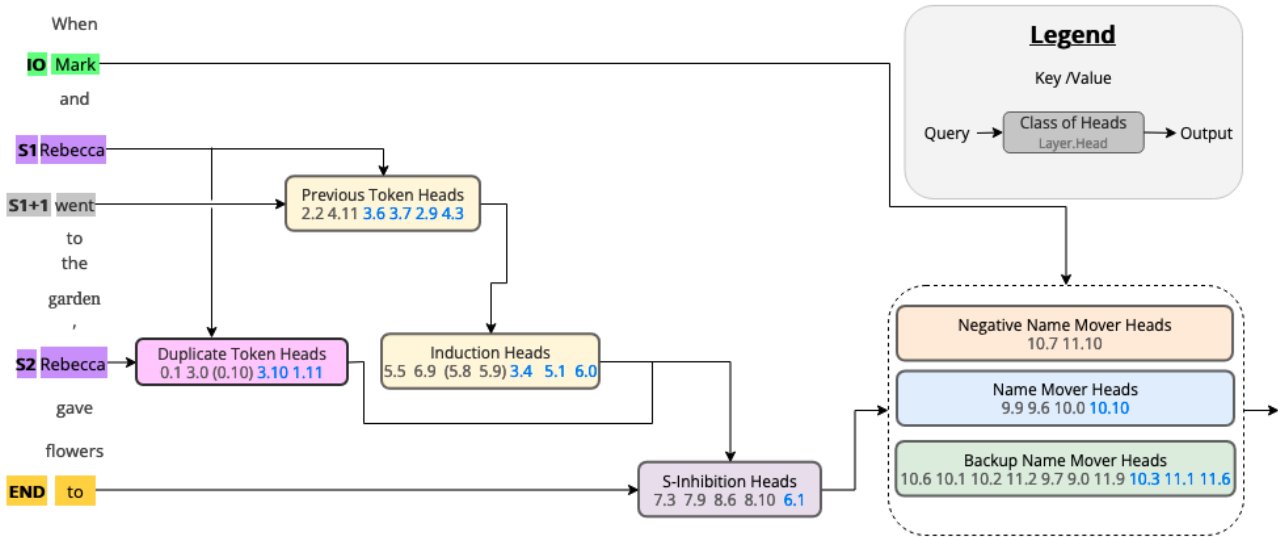 When
IO Mark
and
S1 Rebecca
S1+1 went
to
the
garden
,
S2 Rebecca
gave
flowers
END to
Previous Token Heads
2.2 4.11 3.6 3.7 2.9 4.3
Duplicate Token Heads
0.1 3.0 (0.10) 3.10 1.11
Induction Heads
5.5 6.9 (5.8 5.9) 3.4 5.1 6.0
S-Inhibition Heads
7.3 7.9 8.6 8.10 6.1
Legend
Key /Value
Query
Class of Heads
Layer.Head
Output
Negative Name Mover Heads
10.7 11.10
Name Mover Heads
9.9 9.6 10.0 10.10
Backup Name Mover Heads
10.6 10.1 10.2 11.2 9.7 9.0 11.9 10.3 11.1 11.6